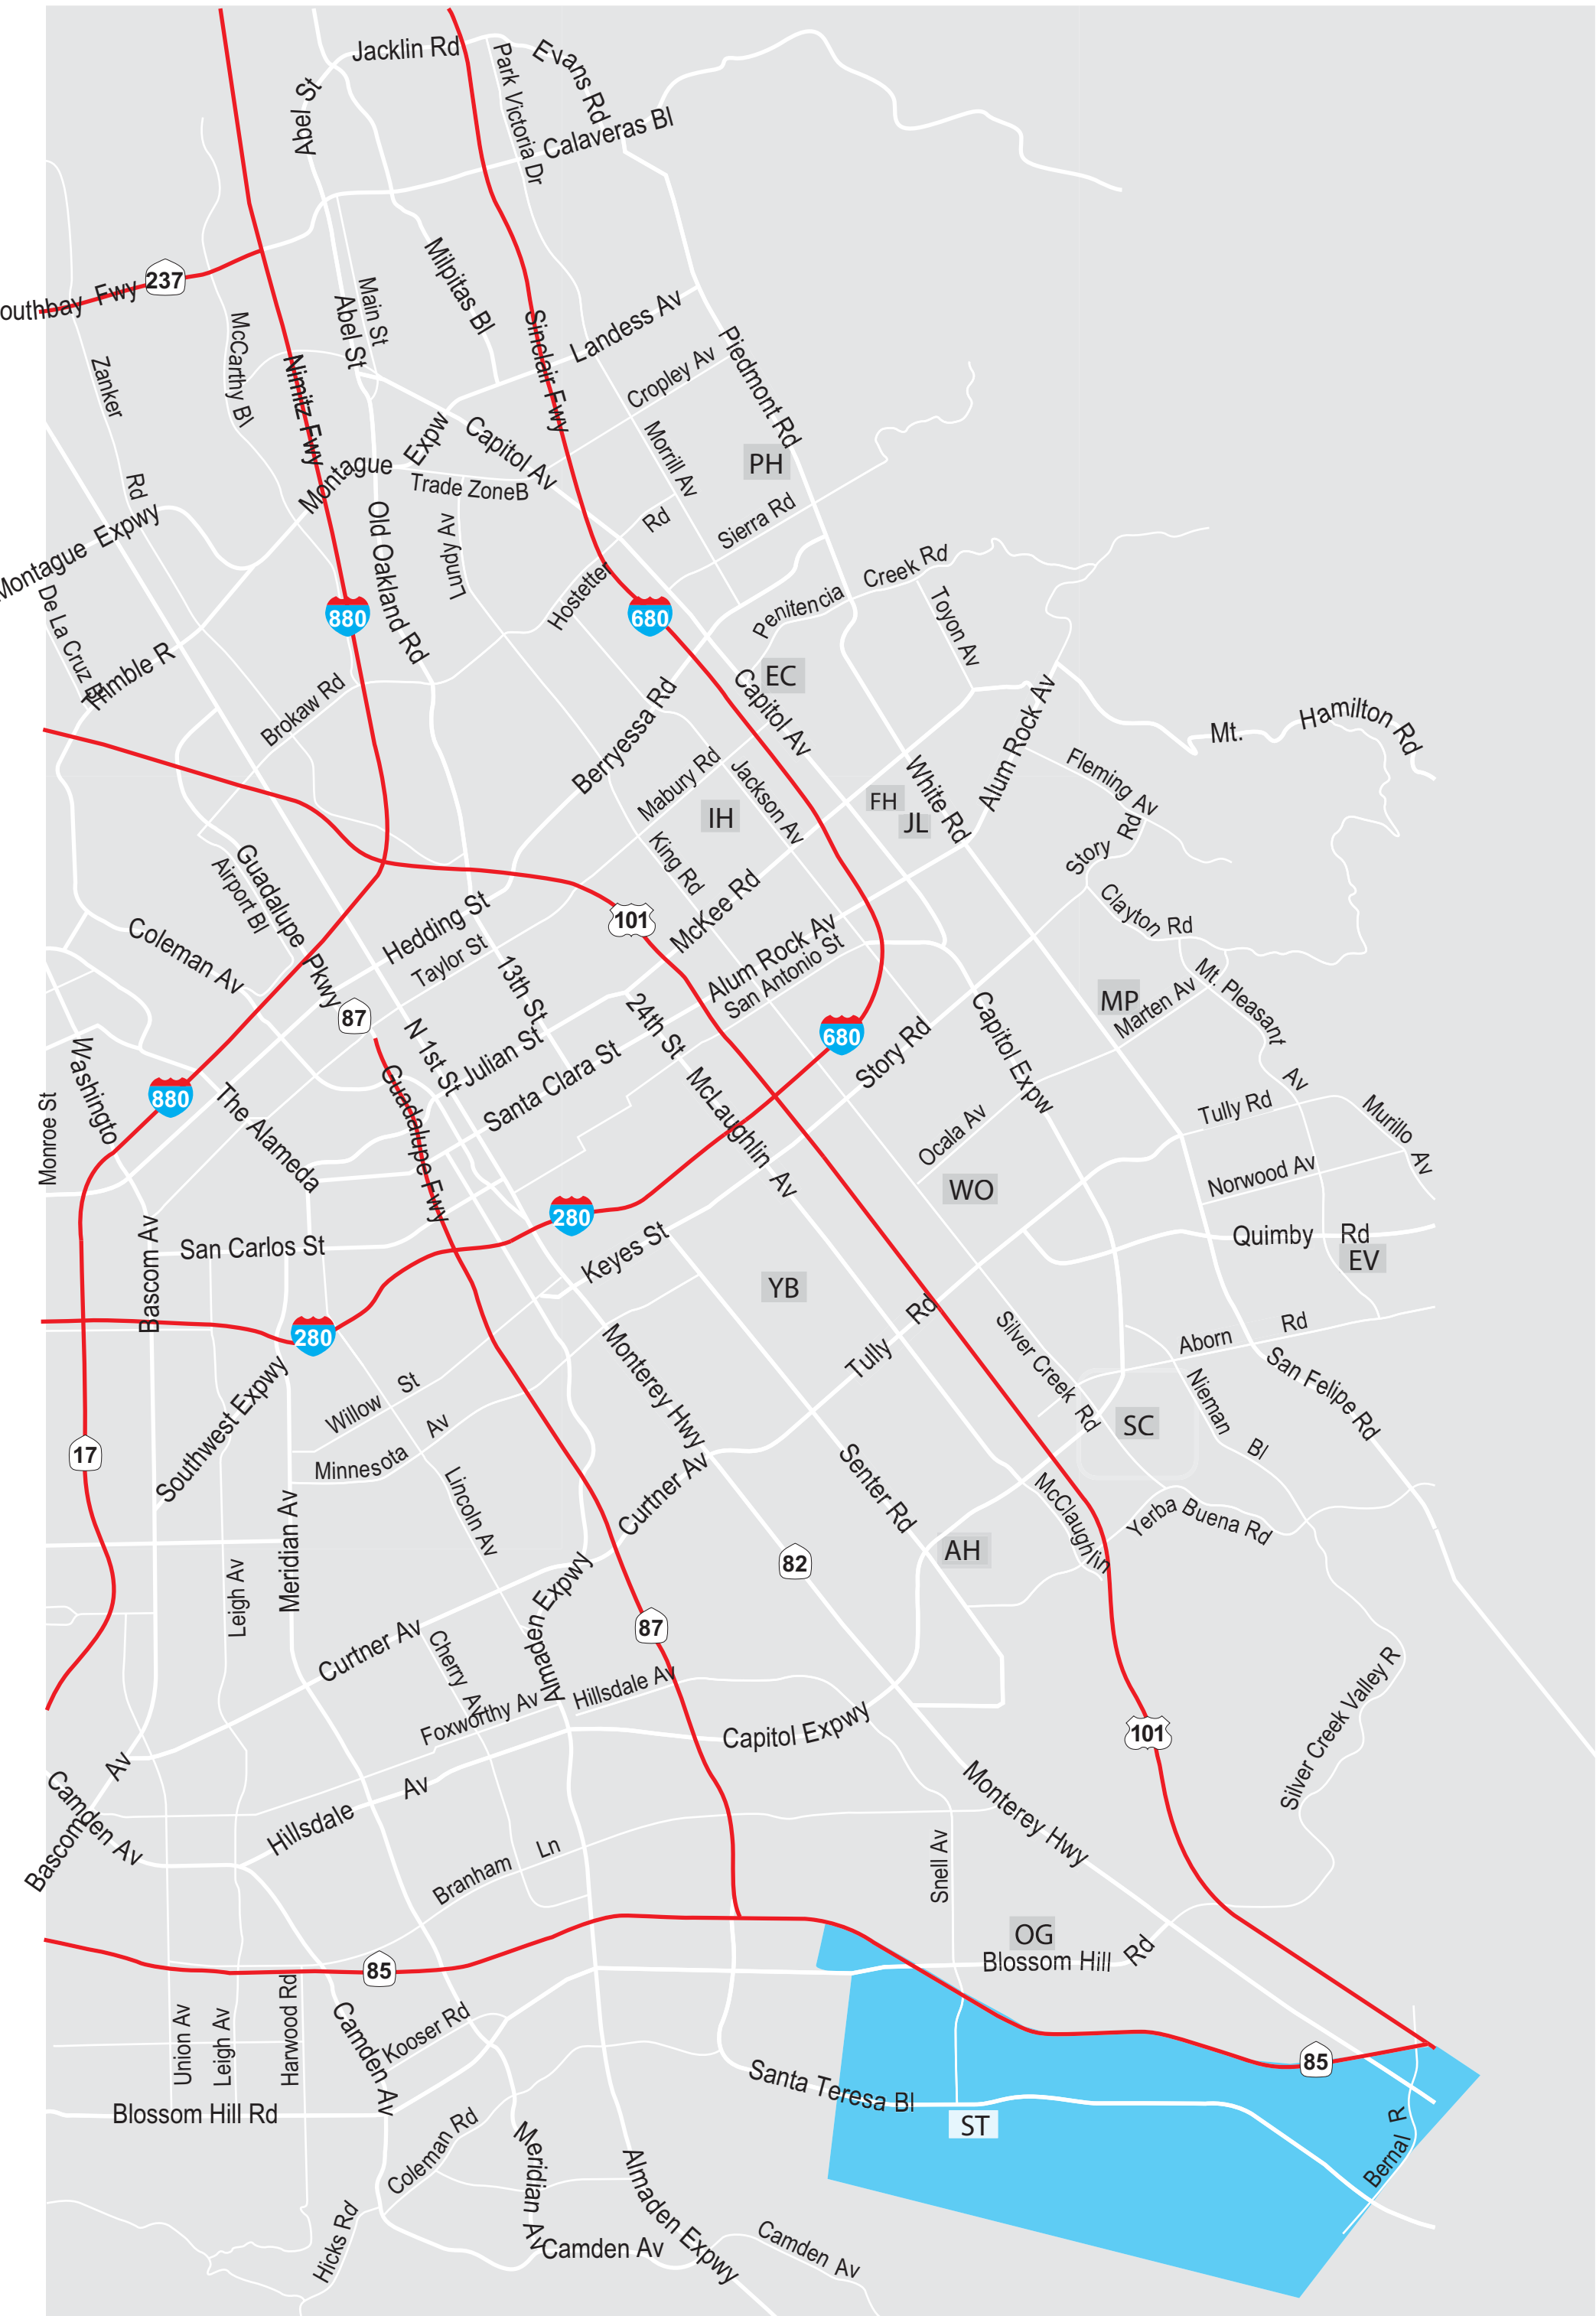 Jacklin Rd
Evans Rd
Park Victoria Dr
Abel St
Calaveras Bl
237
outhbay Fwy
Milpitas Bl
Main St
Abel St
McCarthy Bl
Nimitz Fwy
Sinclair Fwy
Landess Av
Cropley Av
Piedmont Rd
Zanker
Rd
Expw
Montague
Capitol Av
Trade ZoneB
Morrill Av
PH
Sierra Rd
Rd
Hostetter
Montague Expwy
Old Oakland Rd
Lundy Av
De La Cruz B
Trimble R
880
680
Penitencia
Creek Rd
Toyon Av
EC
Capitol Av
Brokaw Rd
Berryessa Rd
Alum Rock Av
Mt.
Hamilton Rd
Mabury Rd
Jackson Av
IH
FH
JL
White Rd
Fleming Av
Story
Rd
King Rd
McKee Rd
Clayton Rd
Guadalupe
Pkwy
Airport Bl
Coleman Av
Hedding St
Taylor St
101
Alum Rock Av
San Antonio St
13th St
24th St
87
N 1st St
Julian St
Santa Clara St
680
Story Rd
Capitol Expw
MP
Marten Av
Mt. Pleasant
Av
Washingto
Monroe St
880
The Alameda
Guadalupe Fwy
McLaughlin
Av
Ocala Av
WO
Tully Rd
Murillo
Av
Norwood Av
Quimby
Rd
EV
San Carlos St
Bascom Av
280
Keyes St
YB
280
Tully
Rd
Silver Creek Rd
Aborn
Rd
San Felipe Rd
Nieman
Bl
SC
Southwest Expwy
Willow
St
Minnesota
Av
Monterey Hwy
17
Meridian Av
Lincoln Av
Curtner Av
Senter Rd
McClaughlin
Yerba
Buena Rd
AH
82
Leigh Av
Almaden Expwy
87
Curtner Av
Cherry Av
Foxworthy Av
Hillsdale Av
Almaden
Capitol Expwy
101
Silver Creek Valley R
Camden Av
Bascom
Av
Hillsdale
Av
Branham
Ln
Monterey Hwy
Snell Av
OG
Blossom Hill
Rd
85
Union Av
Leigh Av
Harwood Rd
Camden Av
Kooser Rd
85
Santa Teresa Bl
ST
Blossom Hill Rd
Coleman Rd
Meridian Av
Almaden Expwy
Bernal
R
Hicks Rd
Camden Av
Camden Av